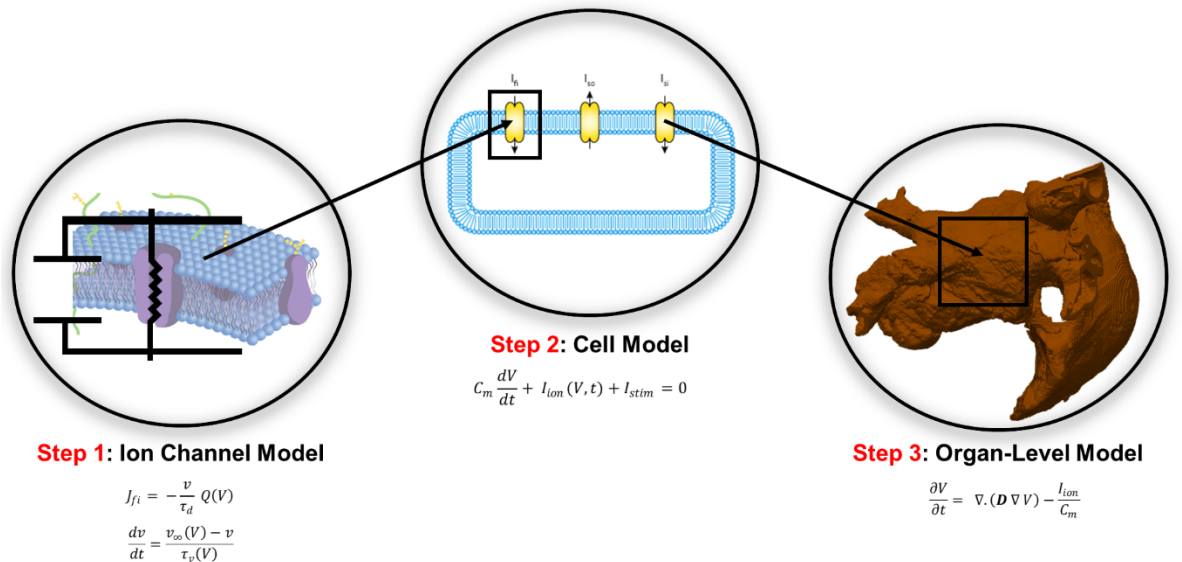 I_fi I_so I_si
Step 2: Cell Model
C_m dV/dt + I_ion (V, t) + I_stim = 0
Step 1: Ion Channel Model
J_fi = − v/τ_d Q(V)
dv/dt = v_∞(V) − v / τ_v(V)
Step 3: Organ-Level Model
∂V/∂t = ∇.(D ∇ V) − I_ion/C_m